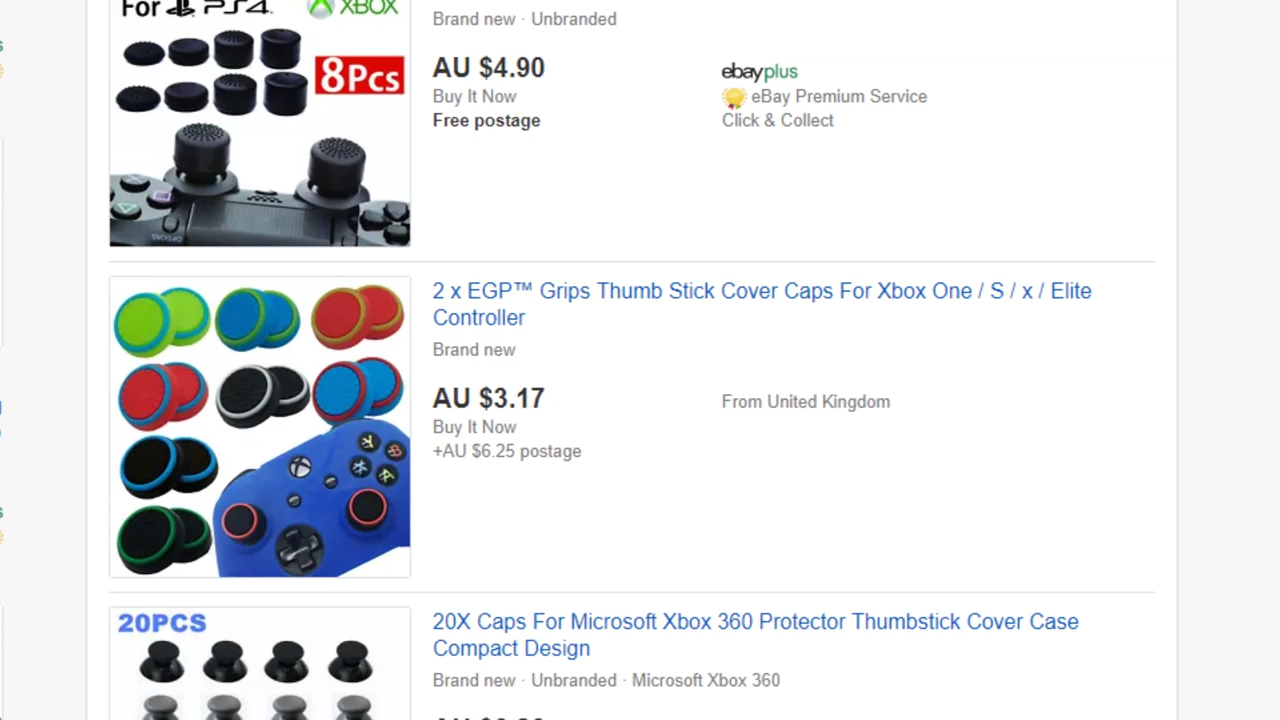 For PS4 XBOX
8Pcs
Brand new · Unbranded
AU $4.90
Buy It Now
Free postage
ebayplus
eBay Premium Service
Click & Collect
2 x EGP™ Grips Thumb Stick Cover Caps For Xbox One / S / x / Elite
Controller
Brand new
AU $3.17
Buy It Now
+AU $6.25 postage
From United Kingdom
Y
B
X
A
20PCS
20X Caps For Microsoft Xbox 360 Protector Thumbstick Cover Case
Compact Design
Brand new · Unbranded · Microsoft Xbox 360